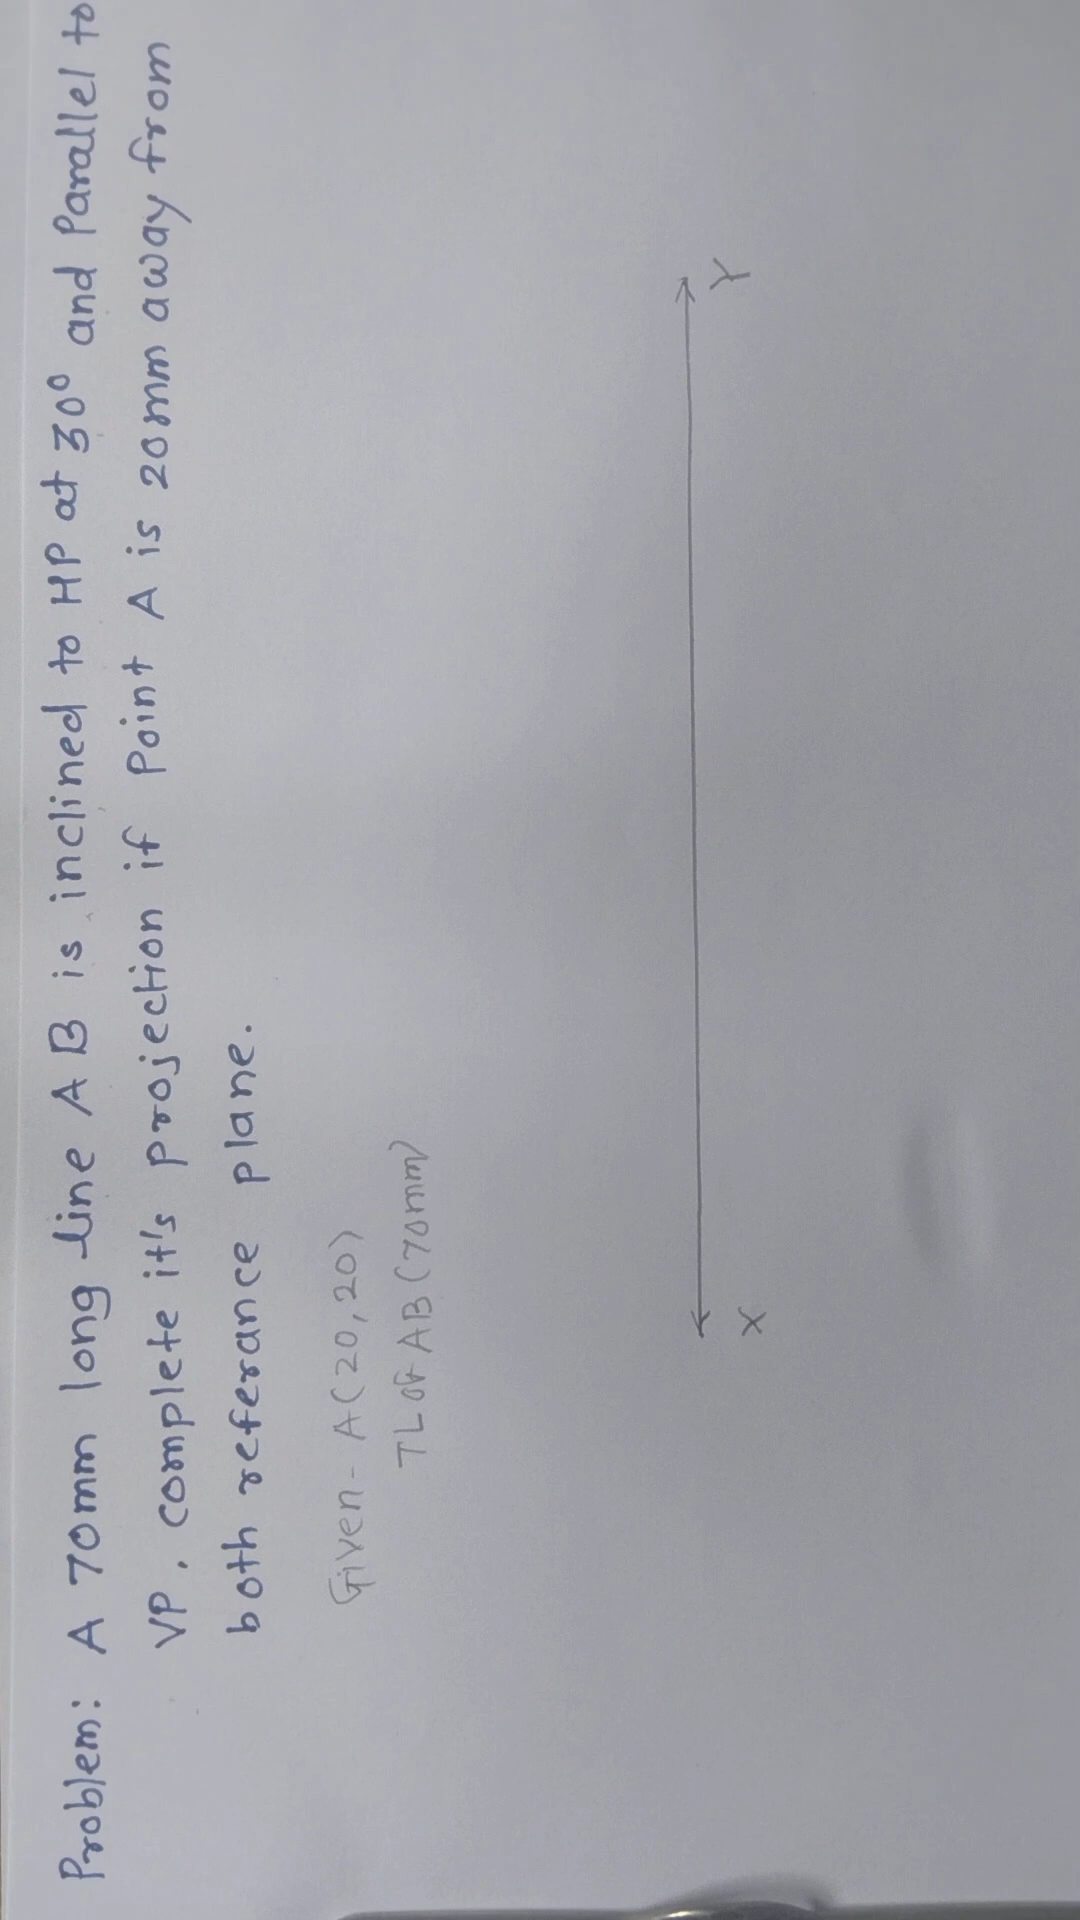 Problem: A 70mm long line AB is inclined to HP at 30° and Parallel to
VP, complete it's projection if Point A is 20mm away from
both referance plane.
Given - A(20,20)
TL of AB (70mm)
X Y